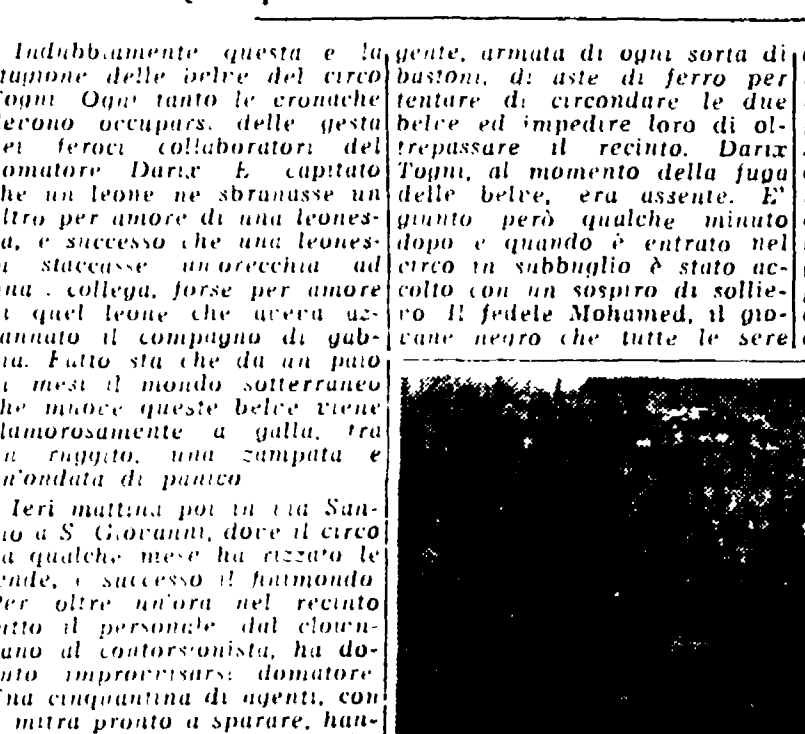 Indubbiamente questa e la
tagione delle belve del circo
Togni Ogni tanto le cronache
devono occuparsi delle gesta
dei feroci collaboratori del
domatore Darix E capitato
he un leone ne sbranasse un
altro per amore di una leones-
sa, e successo che una leones-
staccasse un orecchia ad
una collega, forse per amore
di quel leone che aveva az-
zannato il compagno di gab-
bia. Fatto sta che da un paio
di mesi il mondo sotterraneo
he muove queste belve viene
clamorosamente a galla, tra
un ruggito, una zampata e
n'ondata di panico
Ieri mattina poi in via San-
nio a S. Giovanni, dove il circo
da qualche mese ha rizzato le
tende, e successo il finimondo
Per oltre un'ora nel recinto
tutto il personale dal clown-
nano al contorsionista, ha do-
vuto improvvisarsi domatore
Una cinquantina di agenti, con
mitra pronto a sparare, han-
gente, armata di ogni sorta di
bastoni, di aste di ferro per
tentare di circondare le due
belve ed impedire loro di ol-
trepassare il recinto. Darix
Togni, al momento della fuga
delle belve, era assente. E'
giunto però qualche minuto
dopo e quando è entrato nel
circo in subbuglio è stato ac-
colto con un sospiro di sollie-
vo Il fedele Mohamed, il gio-
vane negro che tutte le sere